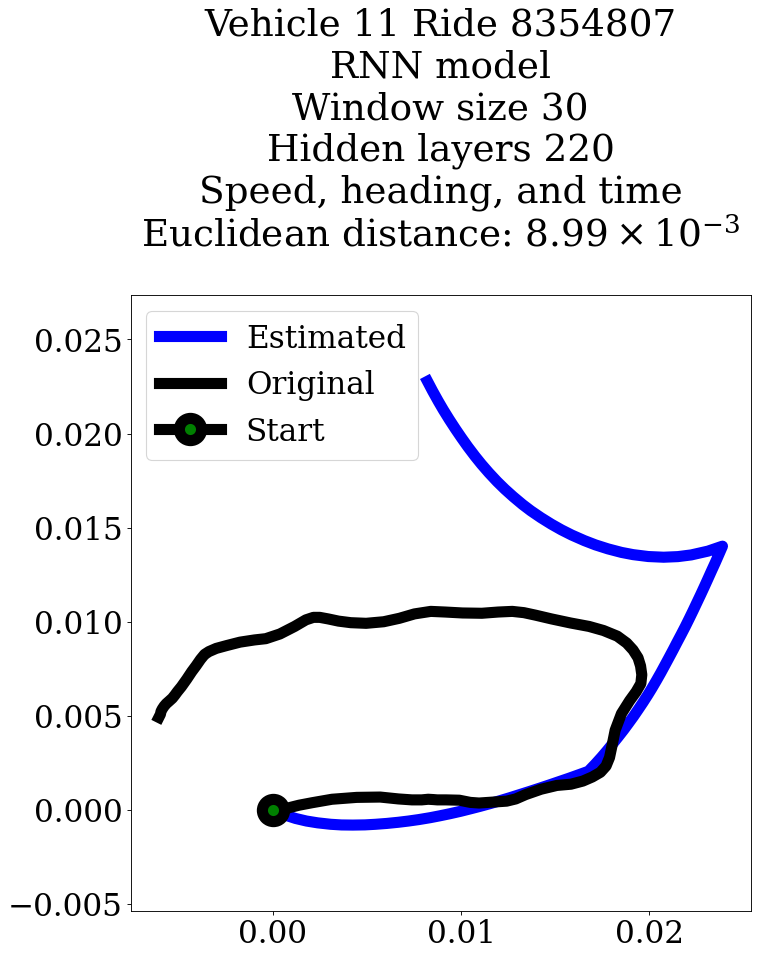 Vehicle 11 Ride 8354807
RNN model
Window size 30
Hidden layers 220
Speed, heading, and time
Euclidean distance: 8.99 × 10⁻³
0.025
0.020
0.015
0.010
0.005
0.000
−0.005
Estimated
Original
Start
0.00 0.01 0.02